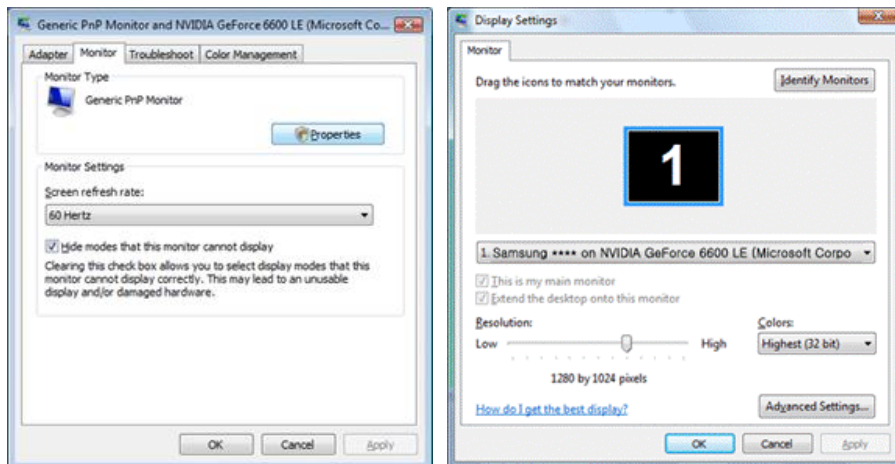 Generic PnP Monitor and NVIDIA GeForce 6600 LE (Microsoft Co...
Adapter Monitor Troubleshoot Color Management
Monitor Type
Generic PnP Monitor
Properties
Monitor Settings
Screen refresh rate:
60 Hertz
Hide modes that this monitor cannot display
Clearing this check box allows you to select display modes that this
monitor cannot display correctly. This may lead to an unusable
display and/or damaged hardware.
OK Cancel Apply
Display Settings
Monitor
Drag the icons to match your monitors.
Identify Monitors
1
1. Samsung **** on NVIDIA GeForce 6600 LE (Microsoft Corpo
This is my main monitor
Extend the desktop onto this monitor
Resolution:
Low High
1280 by 1024 pixels
Colors:
Highest (32 bit)
How do I get the best display?
Advanced Settings...
OK Cancel Apply